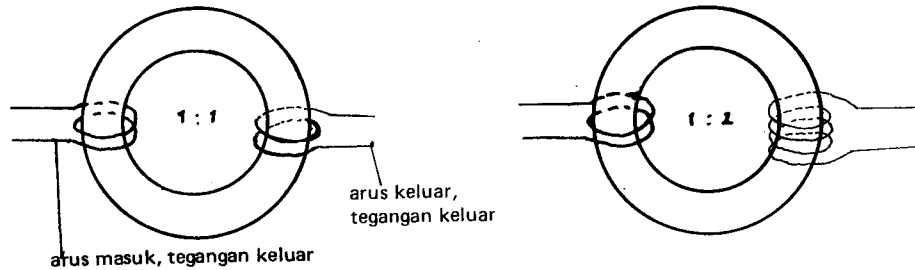 1 : 1
1 : 2
arus keluar,
tegangan keluar
arus masuk, tegangan keluar